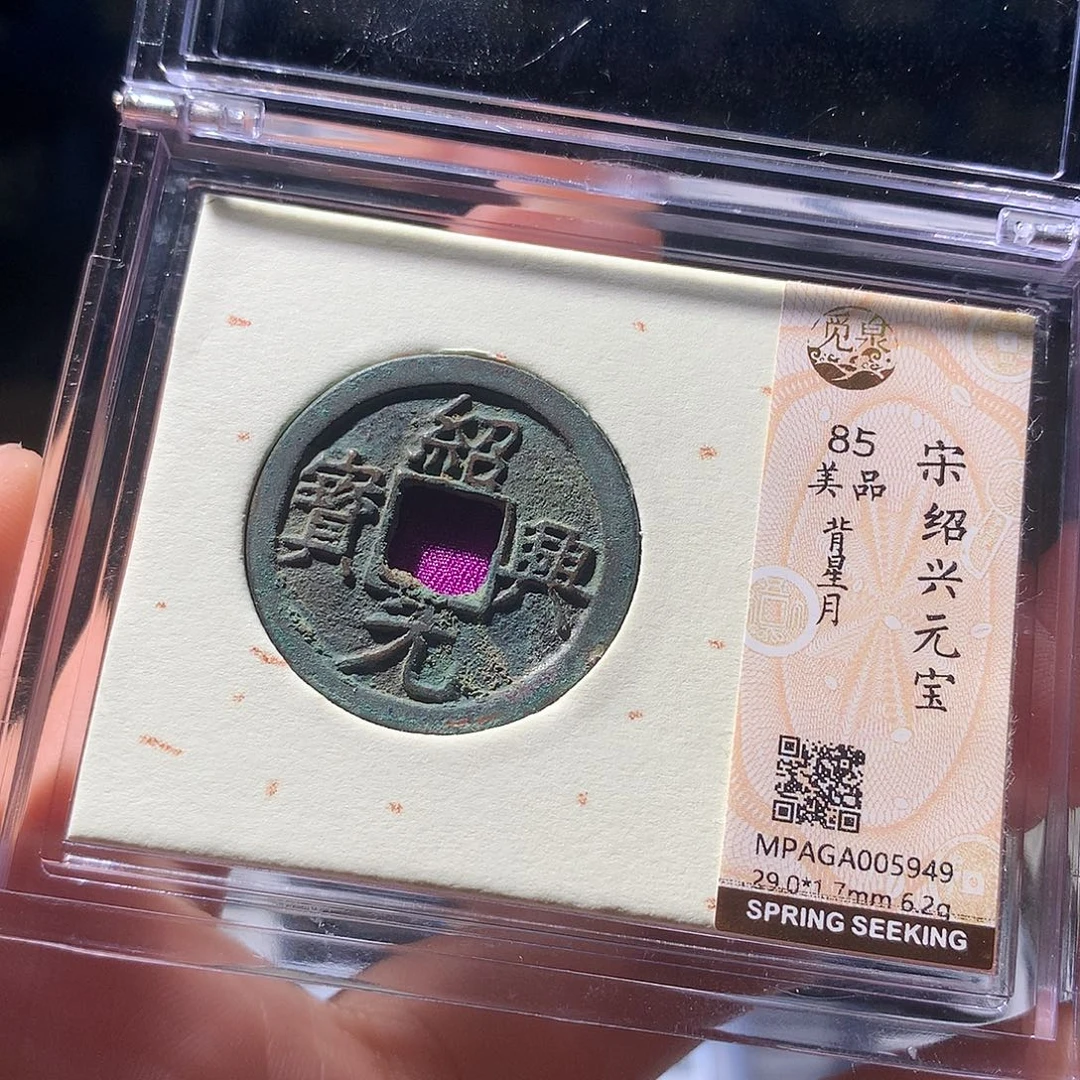 紹興元寶
觅泉
宋绍兴元宝
85
美品
背星月
MPAGA005949
29.0*1.7mm 6.2g
SPRING SEEKING